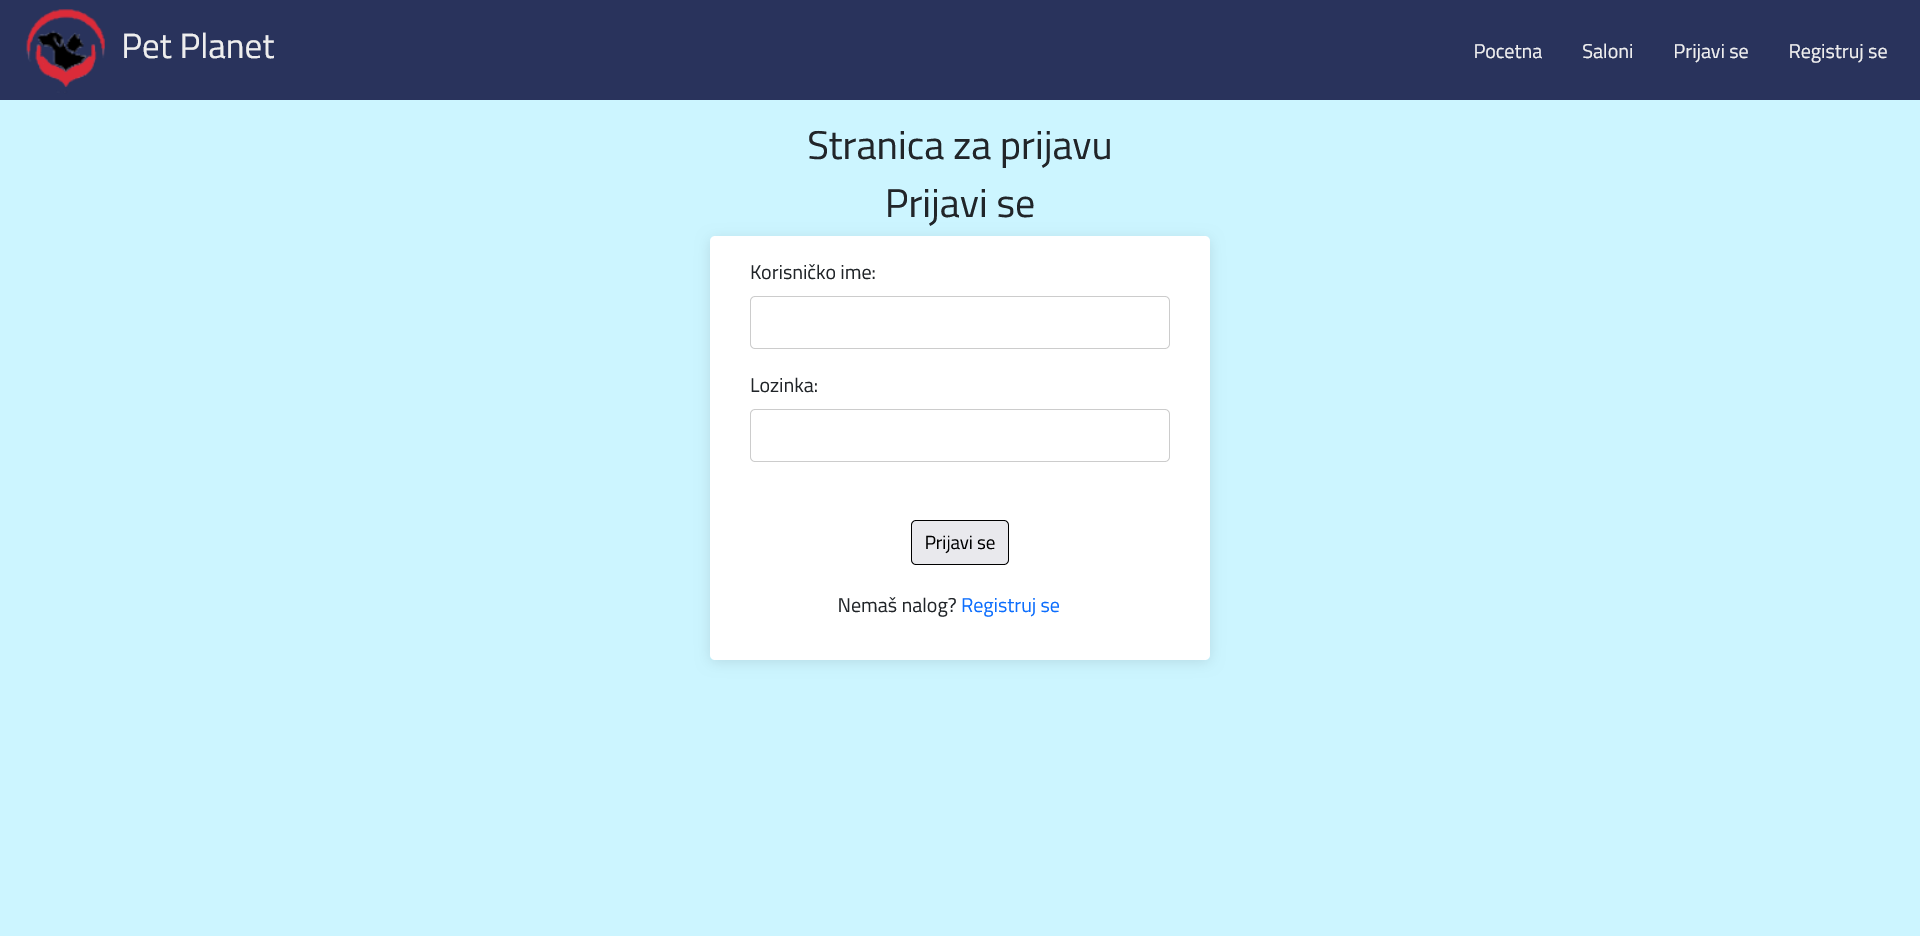 Pet Planet
Pocetna Saloni Prijavi se Registruj se
Stranica za prijavu
Prijavi se
Korisničko ime:
Lozinka:
Prijavi se
Nemaš nalog? Registruj se